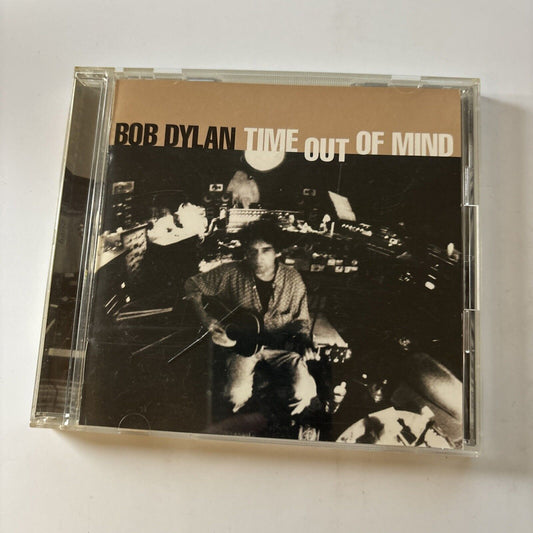 BOB DYLAN TIME OUT OF MIND